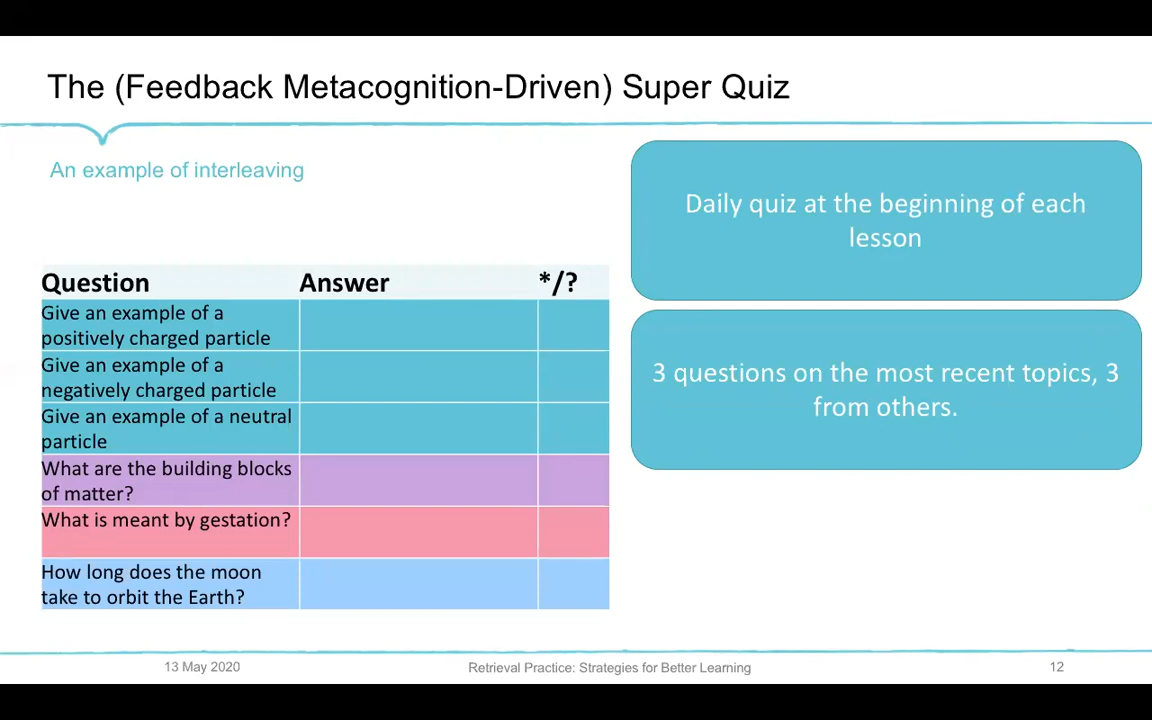 The (Feedback Metacognition-Driven) Super Quiz
An example of interleaving
Question Answer */?
Give an example of a
positively charged particle
Give an example of a
negatively charged particle
Give an example of a neutral
particle
What are the building blocks
of matter?
What is meant by gestation?
How long does the moon
take to orbit the Earth?
Daily quiz at the beginning of each
lesson
3 questions on the most recent topics, 3
from others.
13 May 2020
Retrieval Practice: Strategies for Better Learning
12